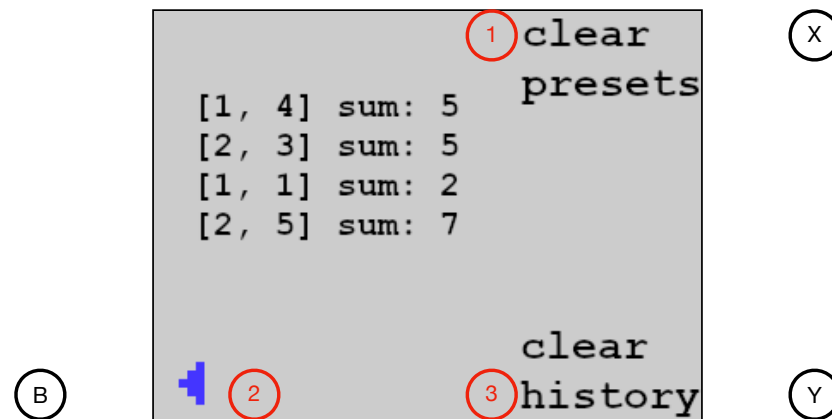 1 clear
X
presets
[1, 4] sum: 5
[2, 3] sum: 5
[1, 1] sum: 2
[2, 5] sum: 7
clear
B
2
3 history
Y